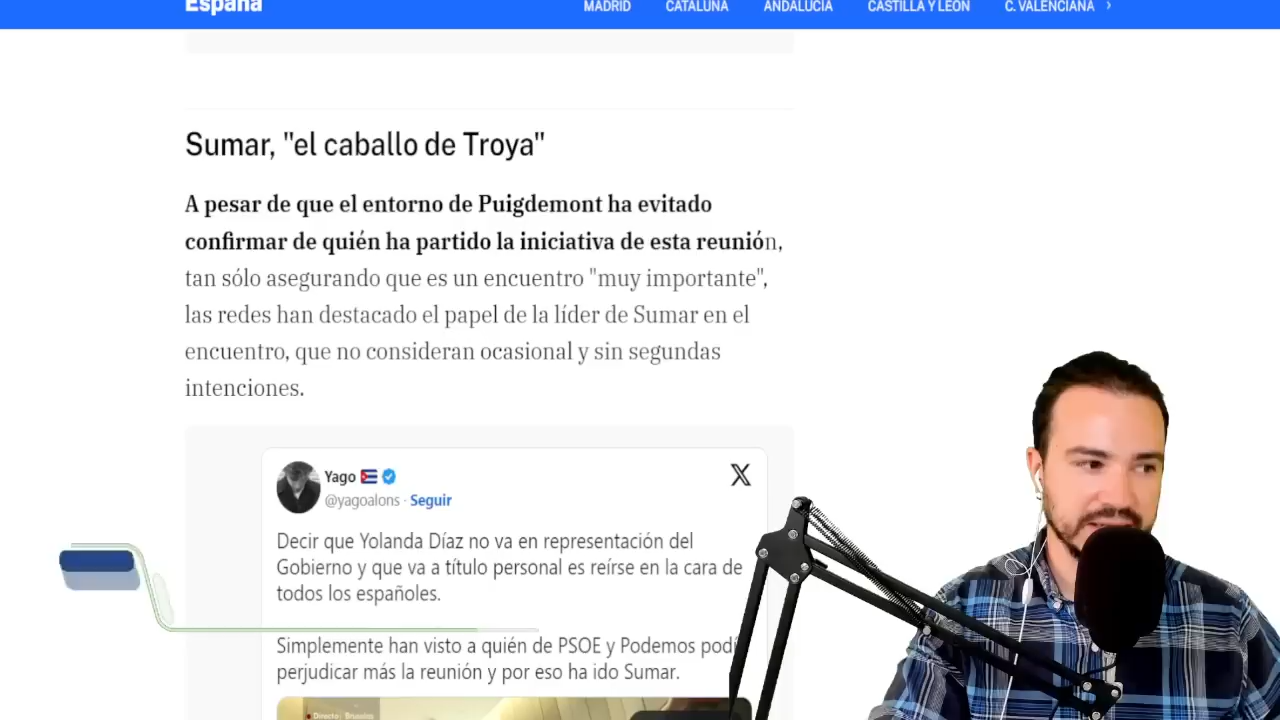 España
MADRID CATALUÑA ANDALUCÍA CASTILLA Y LEÓN C. VALENCIANA
Sumar, "el caballo de Troya"
A pesar de que el entorno de Puigdemont ha evitado
confirmar de quién ha partido la iniciativa de esta reunión,
tan sólo asegurando que es un encuentro "muy importante",
las redes han destacado el papel de la líder de Sumar en el
encuentro, que no consideran ocasional y sin segundas
intenciones.
Yago
@yagoalons · Seguir
Decir que Yolanda Díaz no va en representación del
Gobierno y que va a título personal es reírse en la cara de
todos los españoles.
Simplemente han visto a quién de PSOE y Podemos podí
perjudicar más la reunión y por eso ha ido Sumar.
Directo Bruselas